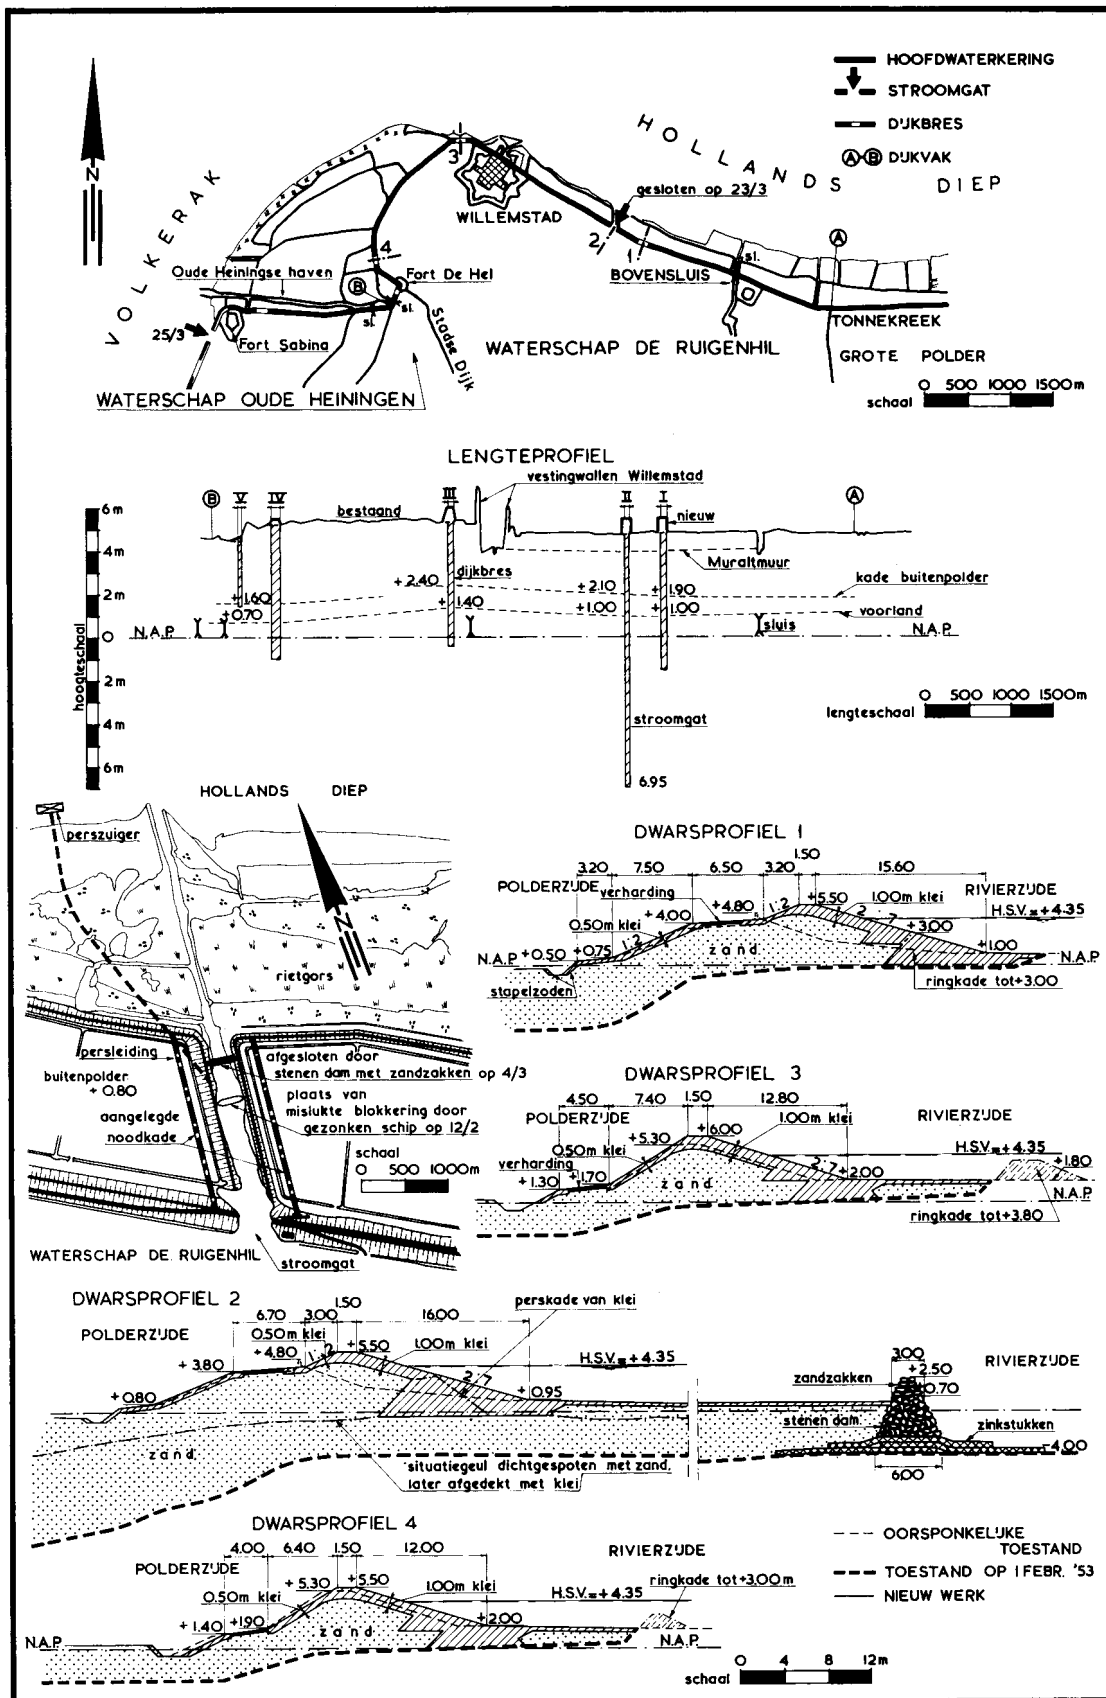 HOOFDWATERKERING
STROOMGAT
DIJKBRES
A-B DIJKVAK
N
HOLLANDS DIEP
VOLKERAK
3
WILLEMSTAD
gesloten op 23/3
2
1
4
BOVENSLUIS
sl.
A
Oude Heiningse haven
Fort De Hel
B
sl.
sl.
25/3
Fort Sabina
Stadse Dijk
TONNEKREEK
WATERSCHAP DE RUIGENHIL
GROTE POLDER
WATERSCHAP OUDE HEININGEN
schaal
0 500 1000 1500m
LENGTEPROFIEL
vestingwallen Willemstad
B V IV III II I A
bestaand
nieuw
6m
4m
2m
0
2m
4m
6m
hoogteschaal
Muraltmuur
dijkbres
kade buitenpolder
+2.40
+2.10
+1.90
+1.60
+1.40
+1.00
+1.00
+0.70
voorland
N.A.P.
sluis
N.A.P.
0 500 1000 1500m
lengteschaal
stroomgat
6.95
HOLLANDS DIEP
perszuiger
N
rietgors
persleiding
afgesloten door
stenen dam met zandzakken op 4/3
buitenpolder
+0.80
plaats van
mislukte blokkering door
gezonken schip op 12/2
aangelegde
noodkade
schaal
0 500 1000m
WATERSCHAP DE RUIGENHIL
stroomgat
DWARSPROFIEL 1
3.20 7.50 6.50 3.20 1.50 15.60
POLDERZIJDE
verharding
RIVIERZIJDE
+4.80
1:2
+5.50
1.00m klei
H.S.V.=+4.35
0.50m klei
+4.00
2:7
+3.00
1:2
zand
+1.00
N.A.P.
+0.50
+0.75
N.A.P.
stapelzoden
ringkade tot+3.00
DWARSPROFIEL 3
4.50 7.40 1.50 12.80
POLDERZIJDE
RIVIERZIJDE
+6.00
1.00m klei
+5.30
0.50m klei
H.S.V.=+4.35
verharding
2:7
+1.80
+1.30
+1.70
zand
+2.00
N.A.P.
ringkade tot+3.80
DWARSPROFIEL 2
6.70 3.00 1.50 16.00
perskade van klei
POLDERZIJDE
0.50m klei
+4.80
1:2
+5.50
1.00m klei
H.S.V.=+4.35
RIVIERZIJDE
+3.80
2:7
+0.80
+0.95
3.00
+2.50
zandzakken
+0.70
stenen dam
zinkstukken
-4.00
6.00
zand
situatiegeul dichtgespoten met zand,
later afgedekt met klei
DWARSPROFIEL 4
4.00 6.40 1.50 12.00
POLDERZIJDE
RIVIERZIJDE
+5.30
+5.50
0.50m klei
1.00m klei
H.S.V.=+4.35
ringkade tot+3.00m
+1.40
+1.90
zand
+2.00
N.A.P.
N.A.P.
OORSPONKELIJKE
TOESTAND
TOESTAND OP 1 FEBR. '53
NIEUW WERK
schaal
0 4 8 12m